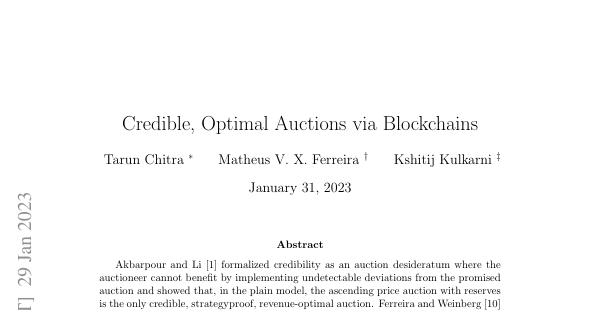 Credible, Optimal Auctions via Blockchains
Tarun Chitra * Matheus V. X. Ferreira † Kshitij Kulkarni ‡
January 31, 2023
Abstract
Akbarpour and Li [1] formalized credibility as an auction desideratum where the
auctioneer cannot benefit by implementing undetectable deviations from the promised
auction and showed that, in the plain model, the ascending price auction with reserves
is the only credible, strategyproof, revenue-optimal auction. Ferreira and Weinberg [10]
] 29 Jan 2023